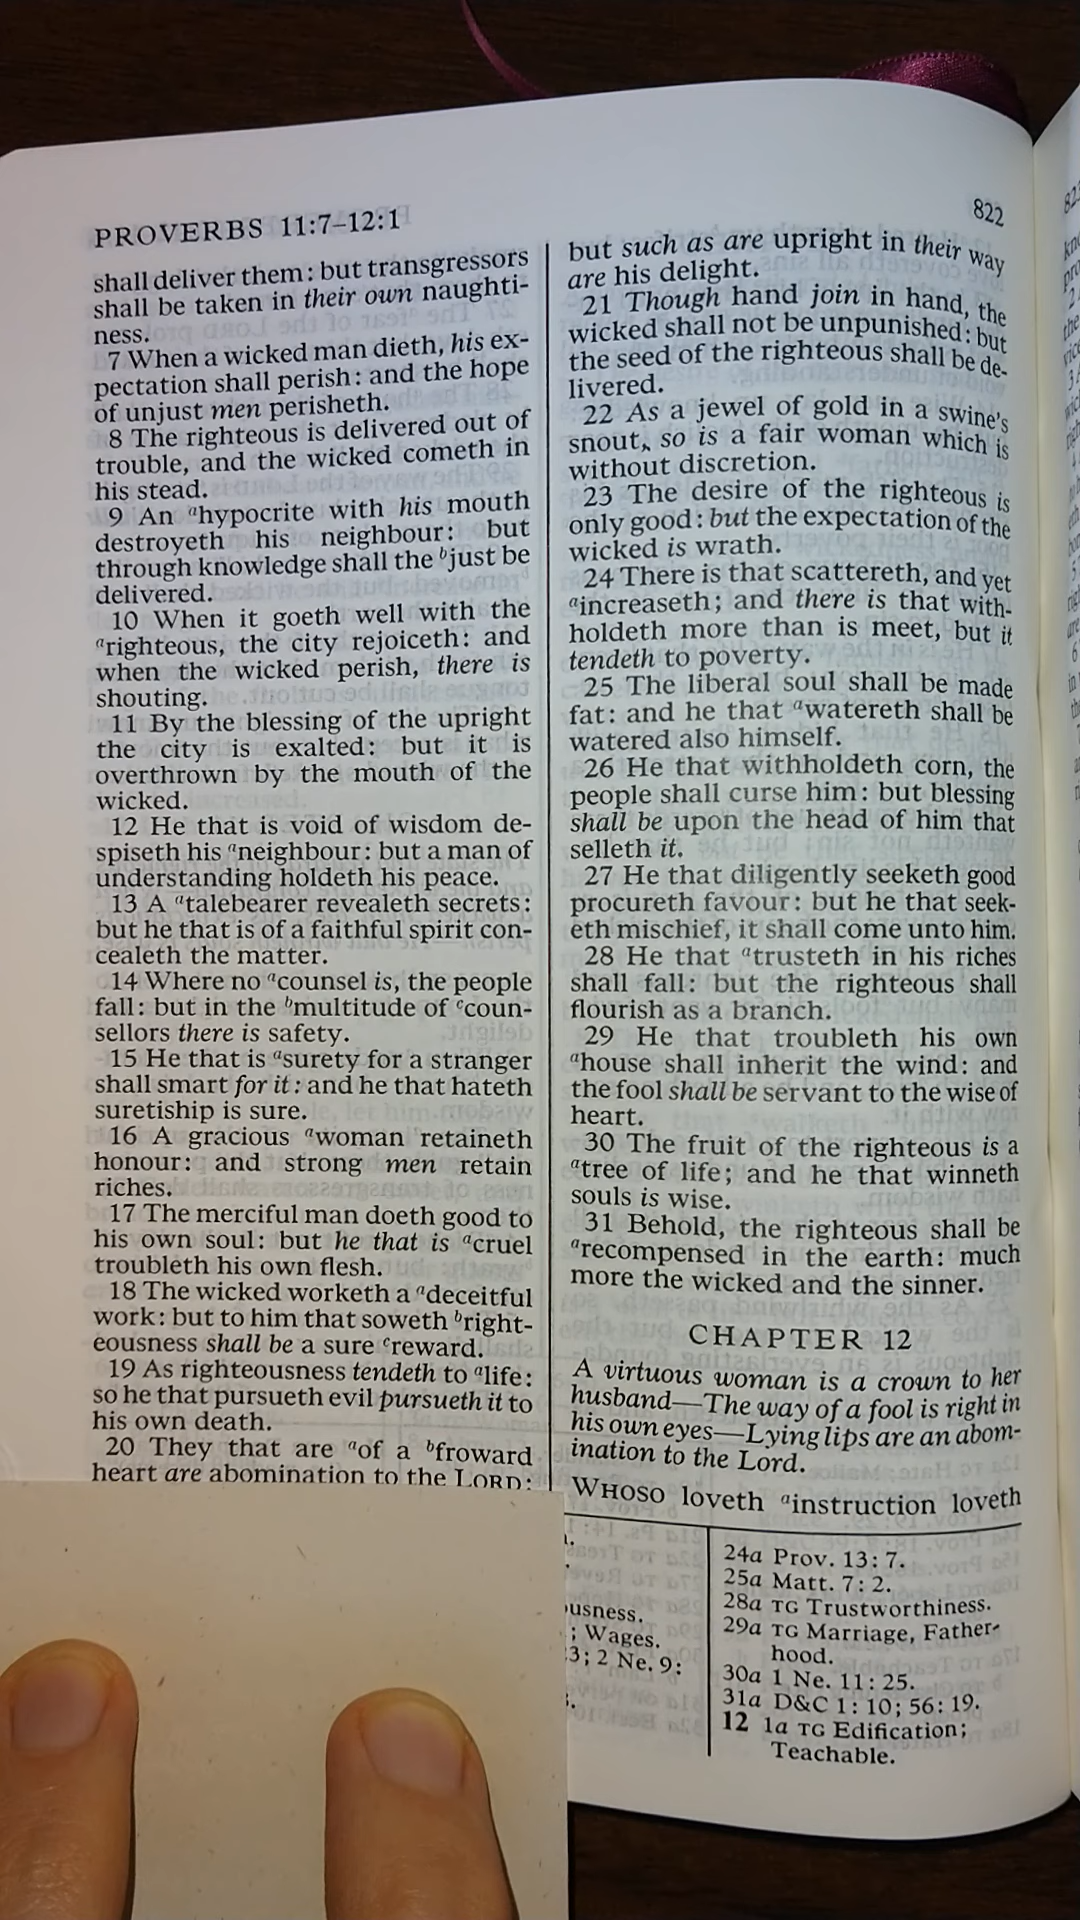 PROVERBS 11:7–12:1
822
shall deliver them: but transgressors
shall be taken in their own naughti-
ness.
7 When a wicked man dieth, his ex-
pectation shall perish: and the hope
of unjust men perisheth.
8 The righteous is delivered out of
trouble, and the wicked cometh in
his stead.
9 An ahypocrite with his mouth
destroyeth his neighbour: but
through knowledge shall the bjust be
delivered.
10 When it goeth well with the
arighteous, the city rejoiceth: and
when the wicked perish, there is
shouting.
11 By the blessing of the upright
the city is exalted: but it is
overthrown by the mouth of the
wicked.
12 He that is void of wisdom de-
spiseth his aneighbour: but a man of
understanding holdeth his peace.
13 A atalebearer revealeth secrets:
but he that is of a faithful spirit con-
cealeth the matter.
14 Where no acounsel is, the people
fall: but in the bmultitude of ccoun-
sellors there is safety.
15 He that is asurety for a stranger
shall smart for it: and he that hateth
suretiship is sure.
16 A gracious awoman retaineth
honour: and strong men retain
riches.
17 The merciful man doeth good to
his own soul: but he that is acruel
troubleth his own flesh.
18 The wicked worketh a adeceitful
work: but to him that soweth bright-
eousness shall be a sure creward.
19 As righteousness tendeth to alife:
so he that pursueth evil pursueth it to
his own death.
20 They that are aof a bfroward
heart are abomination to the LORD:
but such as are upright in their way
are his delight.
21 Though hand join in hand, the
wicked shall not be unpunished: but
the seed of the righteous shall be de-
livered.
22 As a jewel of gold in a swine's
snout, so is a fair woman which is
without discretion.
23 The desire of the righteous is
only good: but the expectation of the
wicked is wrath.
24 There is that scattereth, and yet
aincreaseth; and there is that with-
holdeth more than is meet, but it
tendeth to poverty.
25 The liberal soul shall be made
fat: and he that awatereth shall be
watered also himself.
26 He that withholdeth corn, the
people shall curse him: but blessing
shall be upon the head of him that
selleth it.
27 He that diligently seeketh good
procureth favour: but he that seek-
eth mischief, it shall come unto him.
28 He that atrusteth in his riches
shall fall: but the righteous shall
flourish as a branch.
29 He that troubleth his own
ahouse shall inherit the wind: and
the fool shall be servant to the wise of
heart.
30 The fruit of the righteous is a
atree of life; and he that winneth
souls is wise.
31 Behold, the righteous shall be
arecompensed in the earth: much
more the wicked and the sinner.
CHAPTER 12
A virtuous woman is a crown to her
husband—The way of a fool is right in
his own eyes—Lying lips are an abom-
ination to the Lord.
WHOSO loveth ainstruction loveth
; Wages.
3; 2 Ne. 9:
24a Prov. 13: 7.
25a Matt. 7: 2.
28a TG Trustworthiness.
29a TG Marriage, Father-
hood.
30a 1 Ne. 11: 25.
31a D&C 1: 10; 56: 19.
12 1a TG Edification;
Teachable.